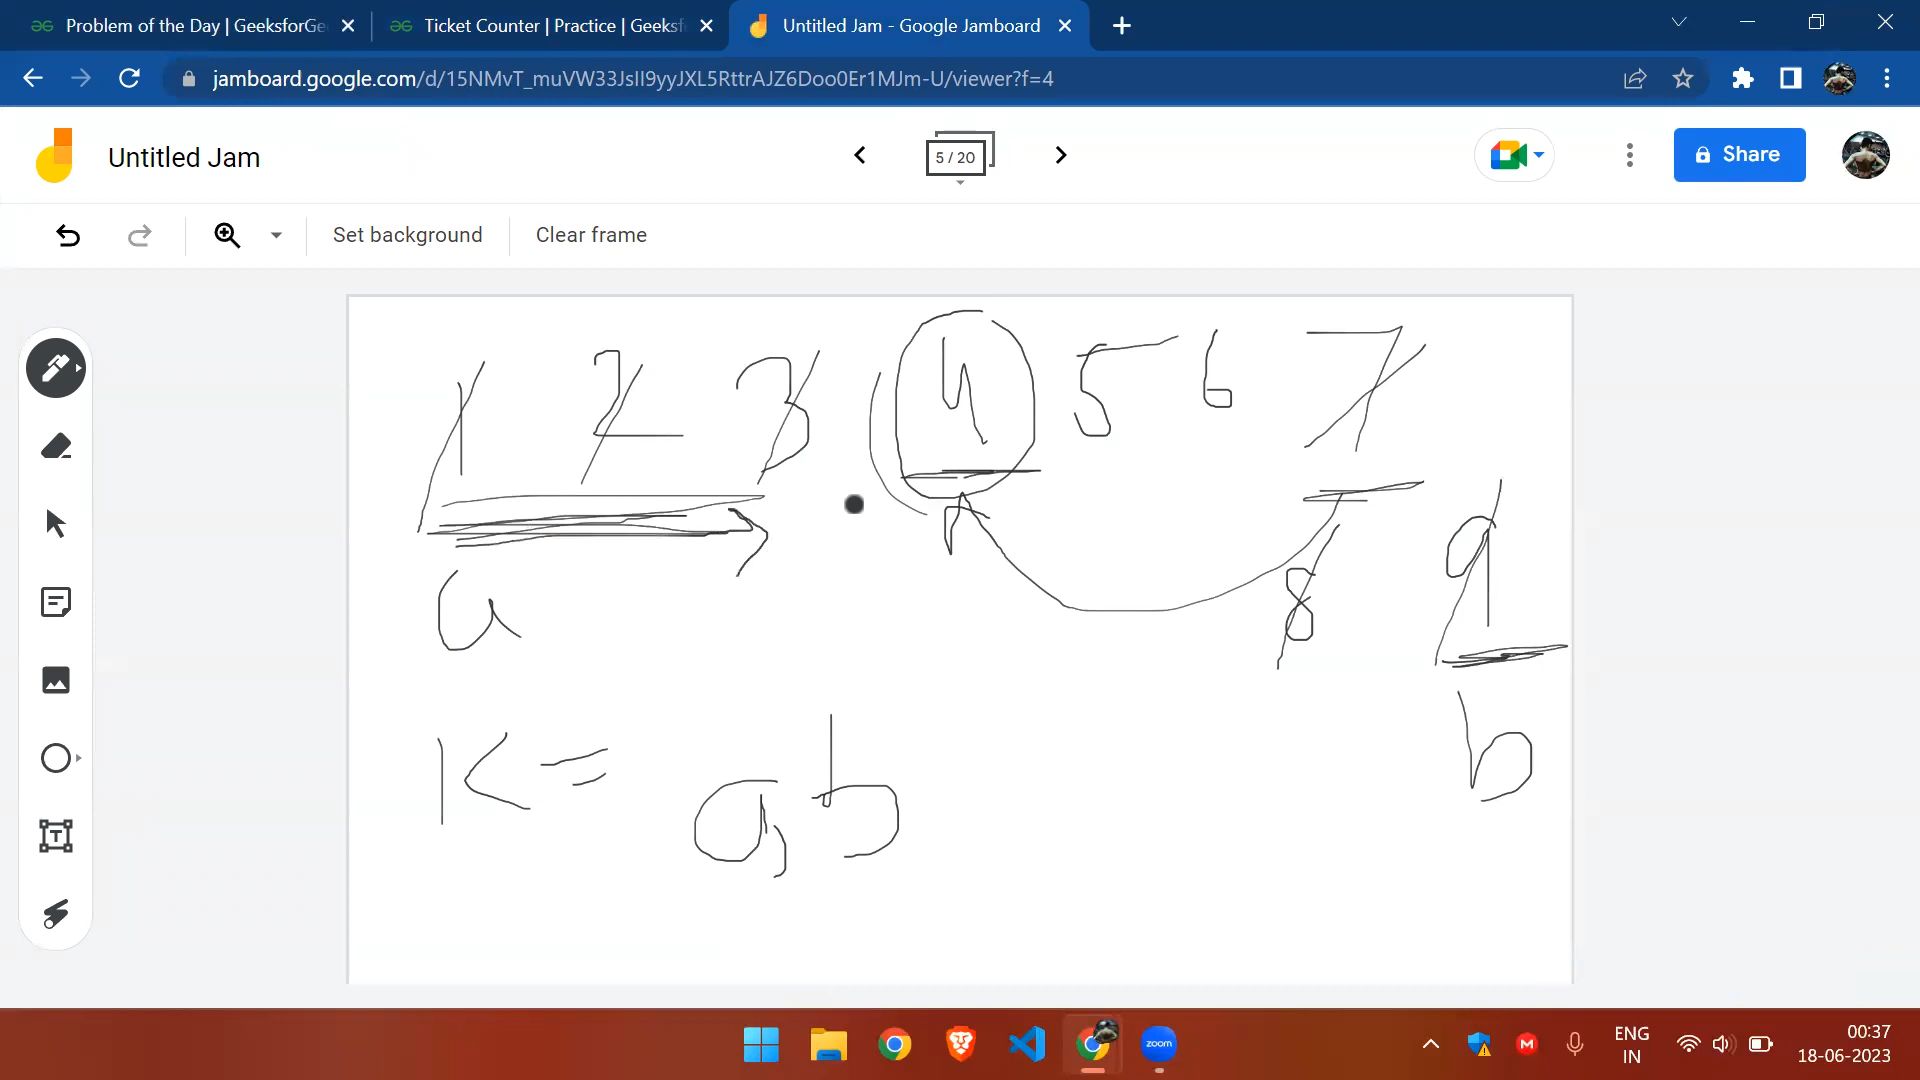 Problem of the Day | GeeksforGe
Ticket Counter | Practice | Geeksf
Untitled Jam - Google Jamboard
jamboard.google.com/d/15NMvT_muVW33JsII9yyJXL5RttrAJZ6Doo0Er1MJm-U/viewer?f=4
Untitled Jam
5 / 20
Share
Set background
Clear frame
1 2 3 4 5 6 7
8 9
a
b
K = a,b
zoom
ENG
IN
00:37
18-06-2023